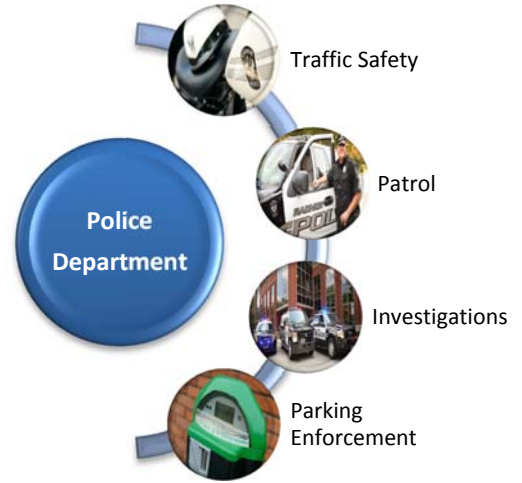 Traffic Safety
Police
Department
Patrol
Investigations
Parking
Enforcement